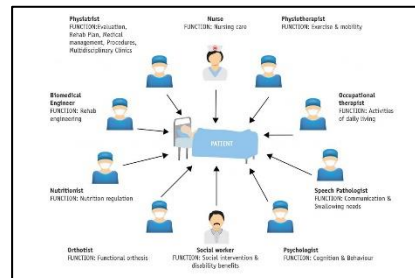 Physiatrist
FUNCTION:Evaluation,
Rehab Plan, Medical
management, Procedures,
Multidisciplinary Clinics
Nurse
FUNCTION: Nursing care
Physiotherapist
FUNCTION: Exercise & mobility
Biomedical
Engineer
FUNCTION: Rehab
engineering
Occupational
therapist
FUNCTION: Activities
of daily living
PATIENT
Nutritionist
FUNCTION: Nutrition regulation
Speech Pathologist
FUNCTION: Communication &
Swallowing needs
Orthotist
FUNCTION: Functional orthosis
Social worker
FUNCTION: Social intervention &
disability benefits
Psychologist
FUNCTION: Cognition & Behaviour